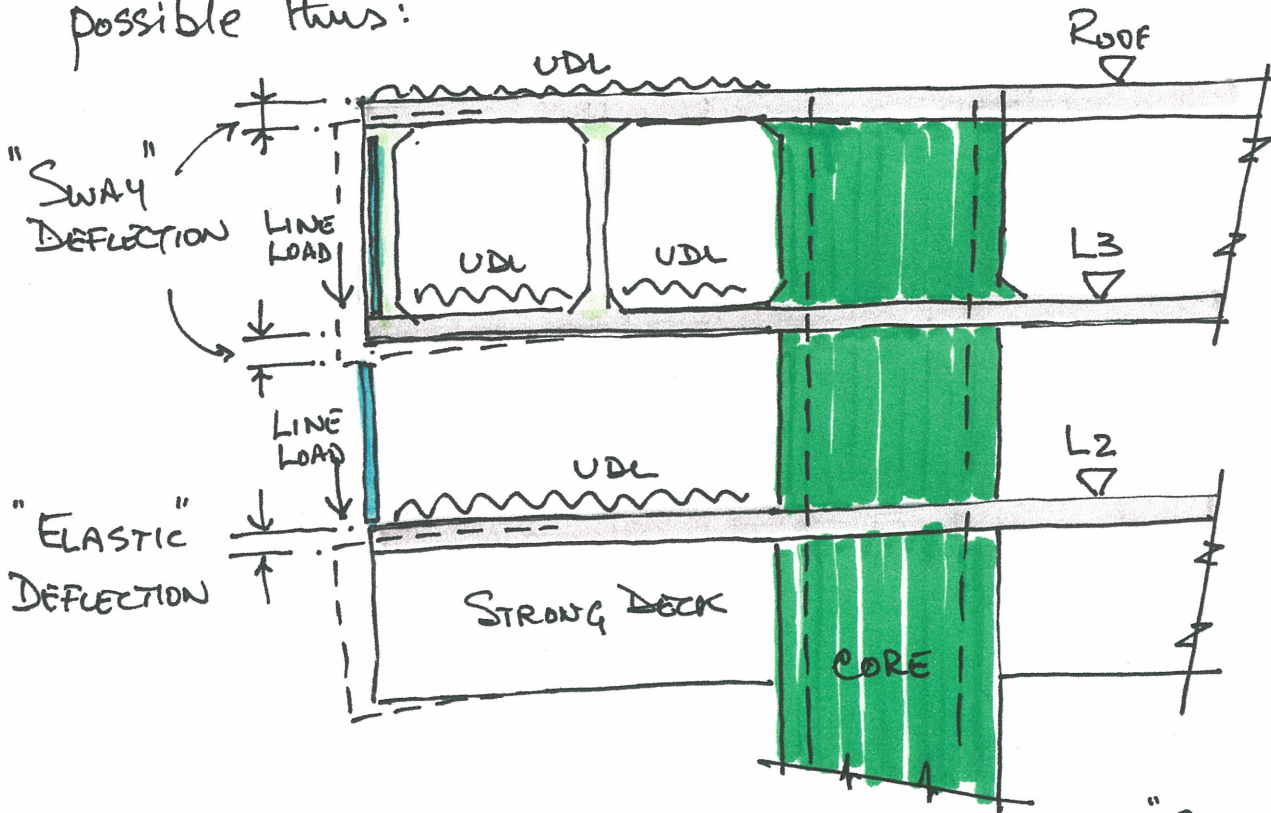 possible thus:
ROOF
UDL
"SWAY"
DEFLECTION
LINE
LOAD
UDL
UDL
L3
LINE
LOAD
UDL
L2
"ELASTIC"
DEFLECTION
STRONG DECK
CORE